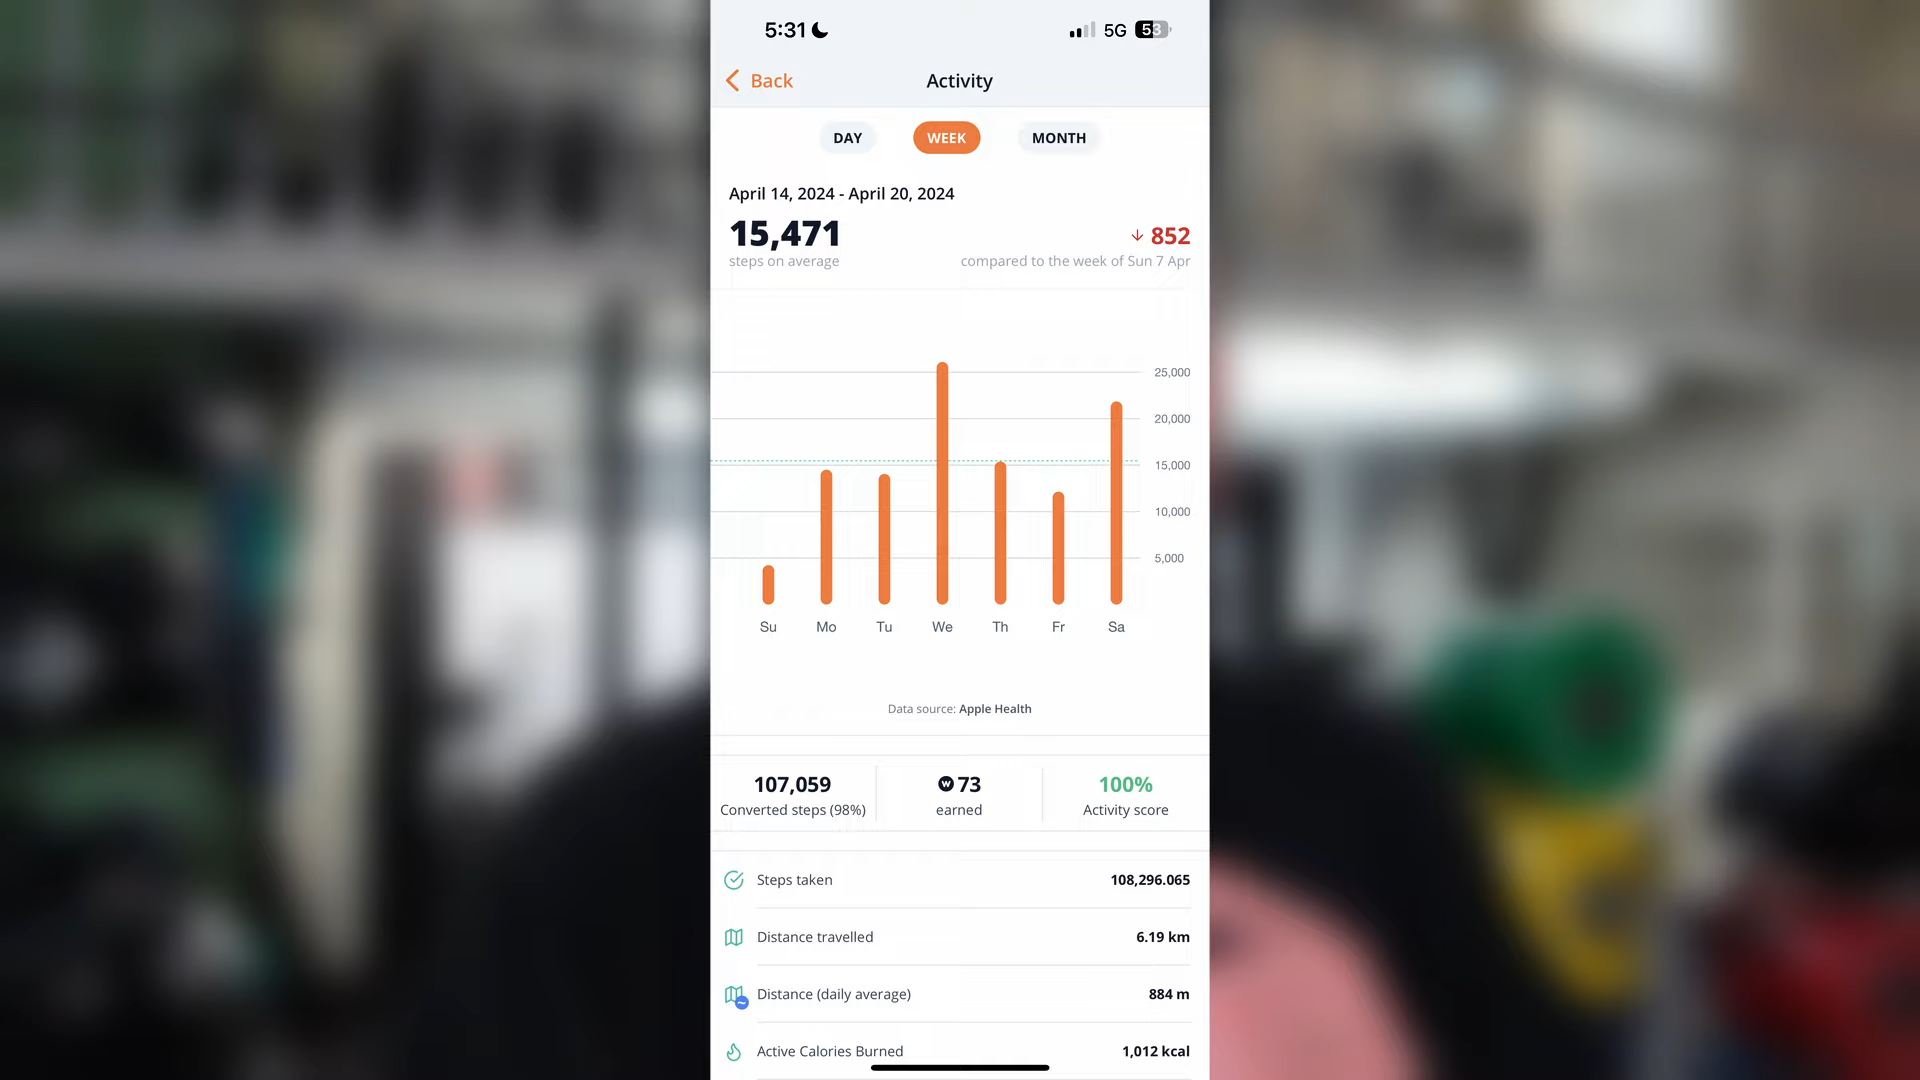 5:31
5G
53
Back
Activity
DAY
WEEK
MONTH
April 14, 2024 - April 20, 2024
15,471
852
steps on average
compared to the week of Sun 7 Apr
25,000
20,000
15,000
10,000
5,000
Su Mo Tu We Th Fr Sa
Data source: Apple Health
107,059
W 73
100%
Converted steps (98%)
earned
Activity score
Steps taken 108,296.065
Distance travelled 6.19 km
Distance (daily average) 884 m
Active Calories Burned 1,012 kcal